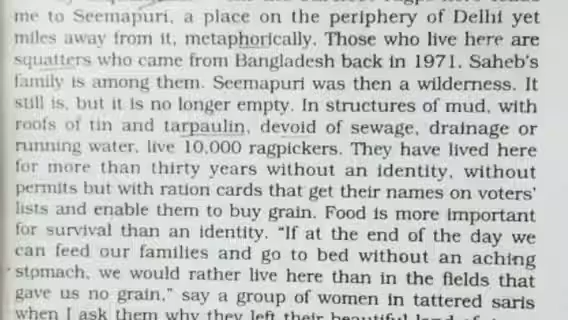 me to Seemapuri, a place on the periphery of Delhi yet
miles away from it, metaphorically. Those who live here are
squatters who came from Bangladesh back in 1971. Saheb's
family is among them. Seemapuri was then a wilderness. It
still is, but it is no longer empty. In structures of mud, with
roofs of tin and tarpaulin, devoid of sewage, drainage or
running water, live 10,000 ragpickers. They have lived here
for more than thirty years without an identity, without
permits but with ration cards that get their names on voters'
lists and enable them to buy grain. Food is more important
for survival than an identity. "If at the end of the day we
can feed our families and go to bed without an aching
stomach, we would rather live here than in the fields that
gave us no grain," say a group of women in tattered saris
when I ask them why they left their beautiful land of